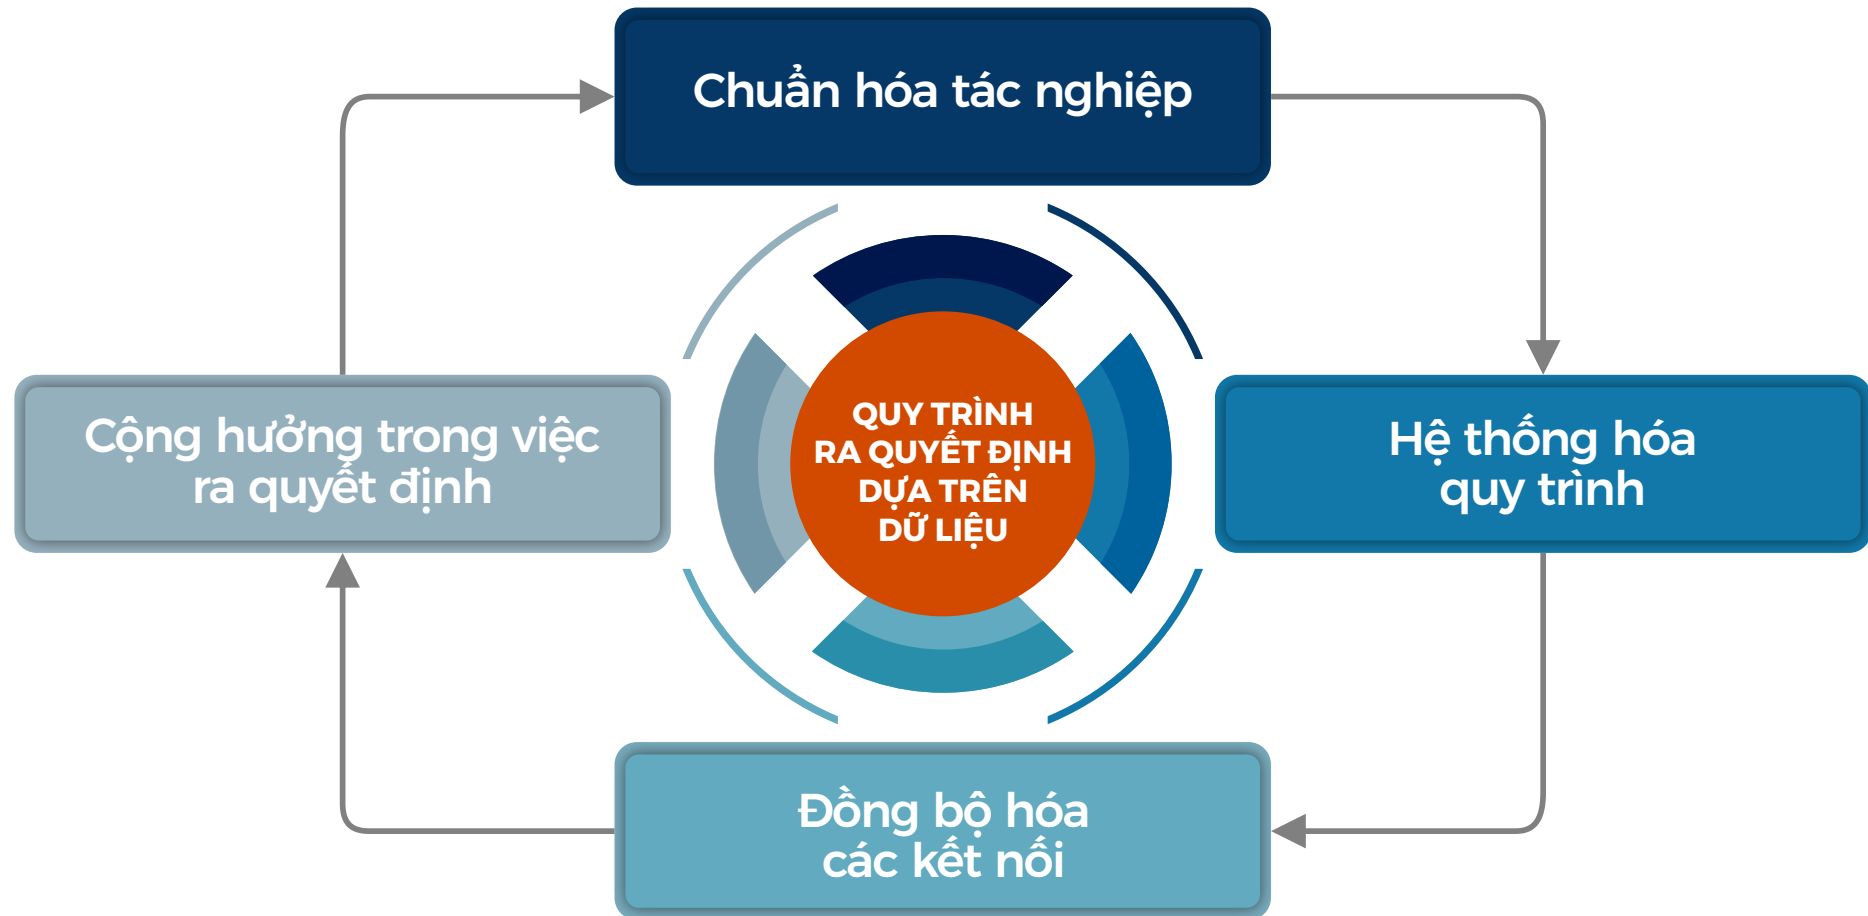 Chuẩn hóa tác nghiệp
Cộng hưởng trong việc
ra quyết định
QUY TRÌNH
RA QUYẾT ĐỊNH
DỰA TRÊN
DỮ LIỆU
Hệ thống hóa
quy trình
Đồng bộ hóa
các kết nối